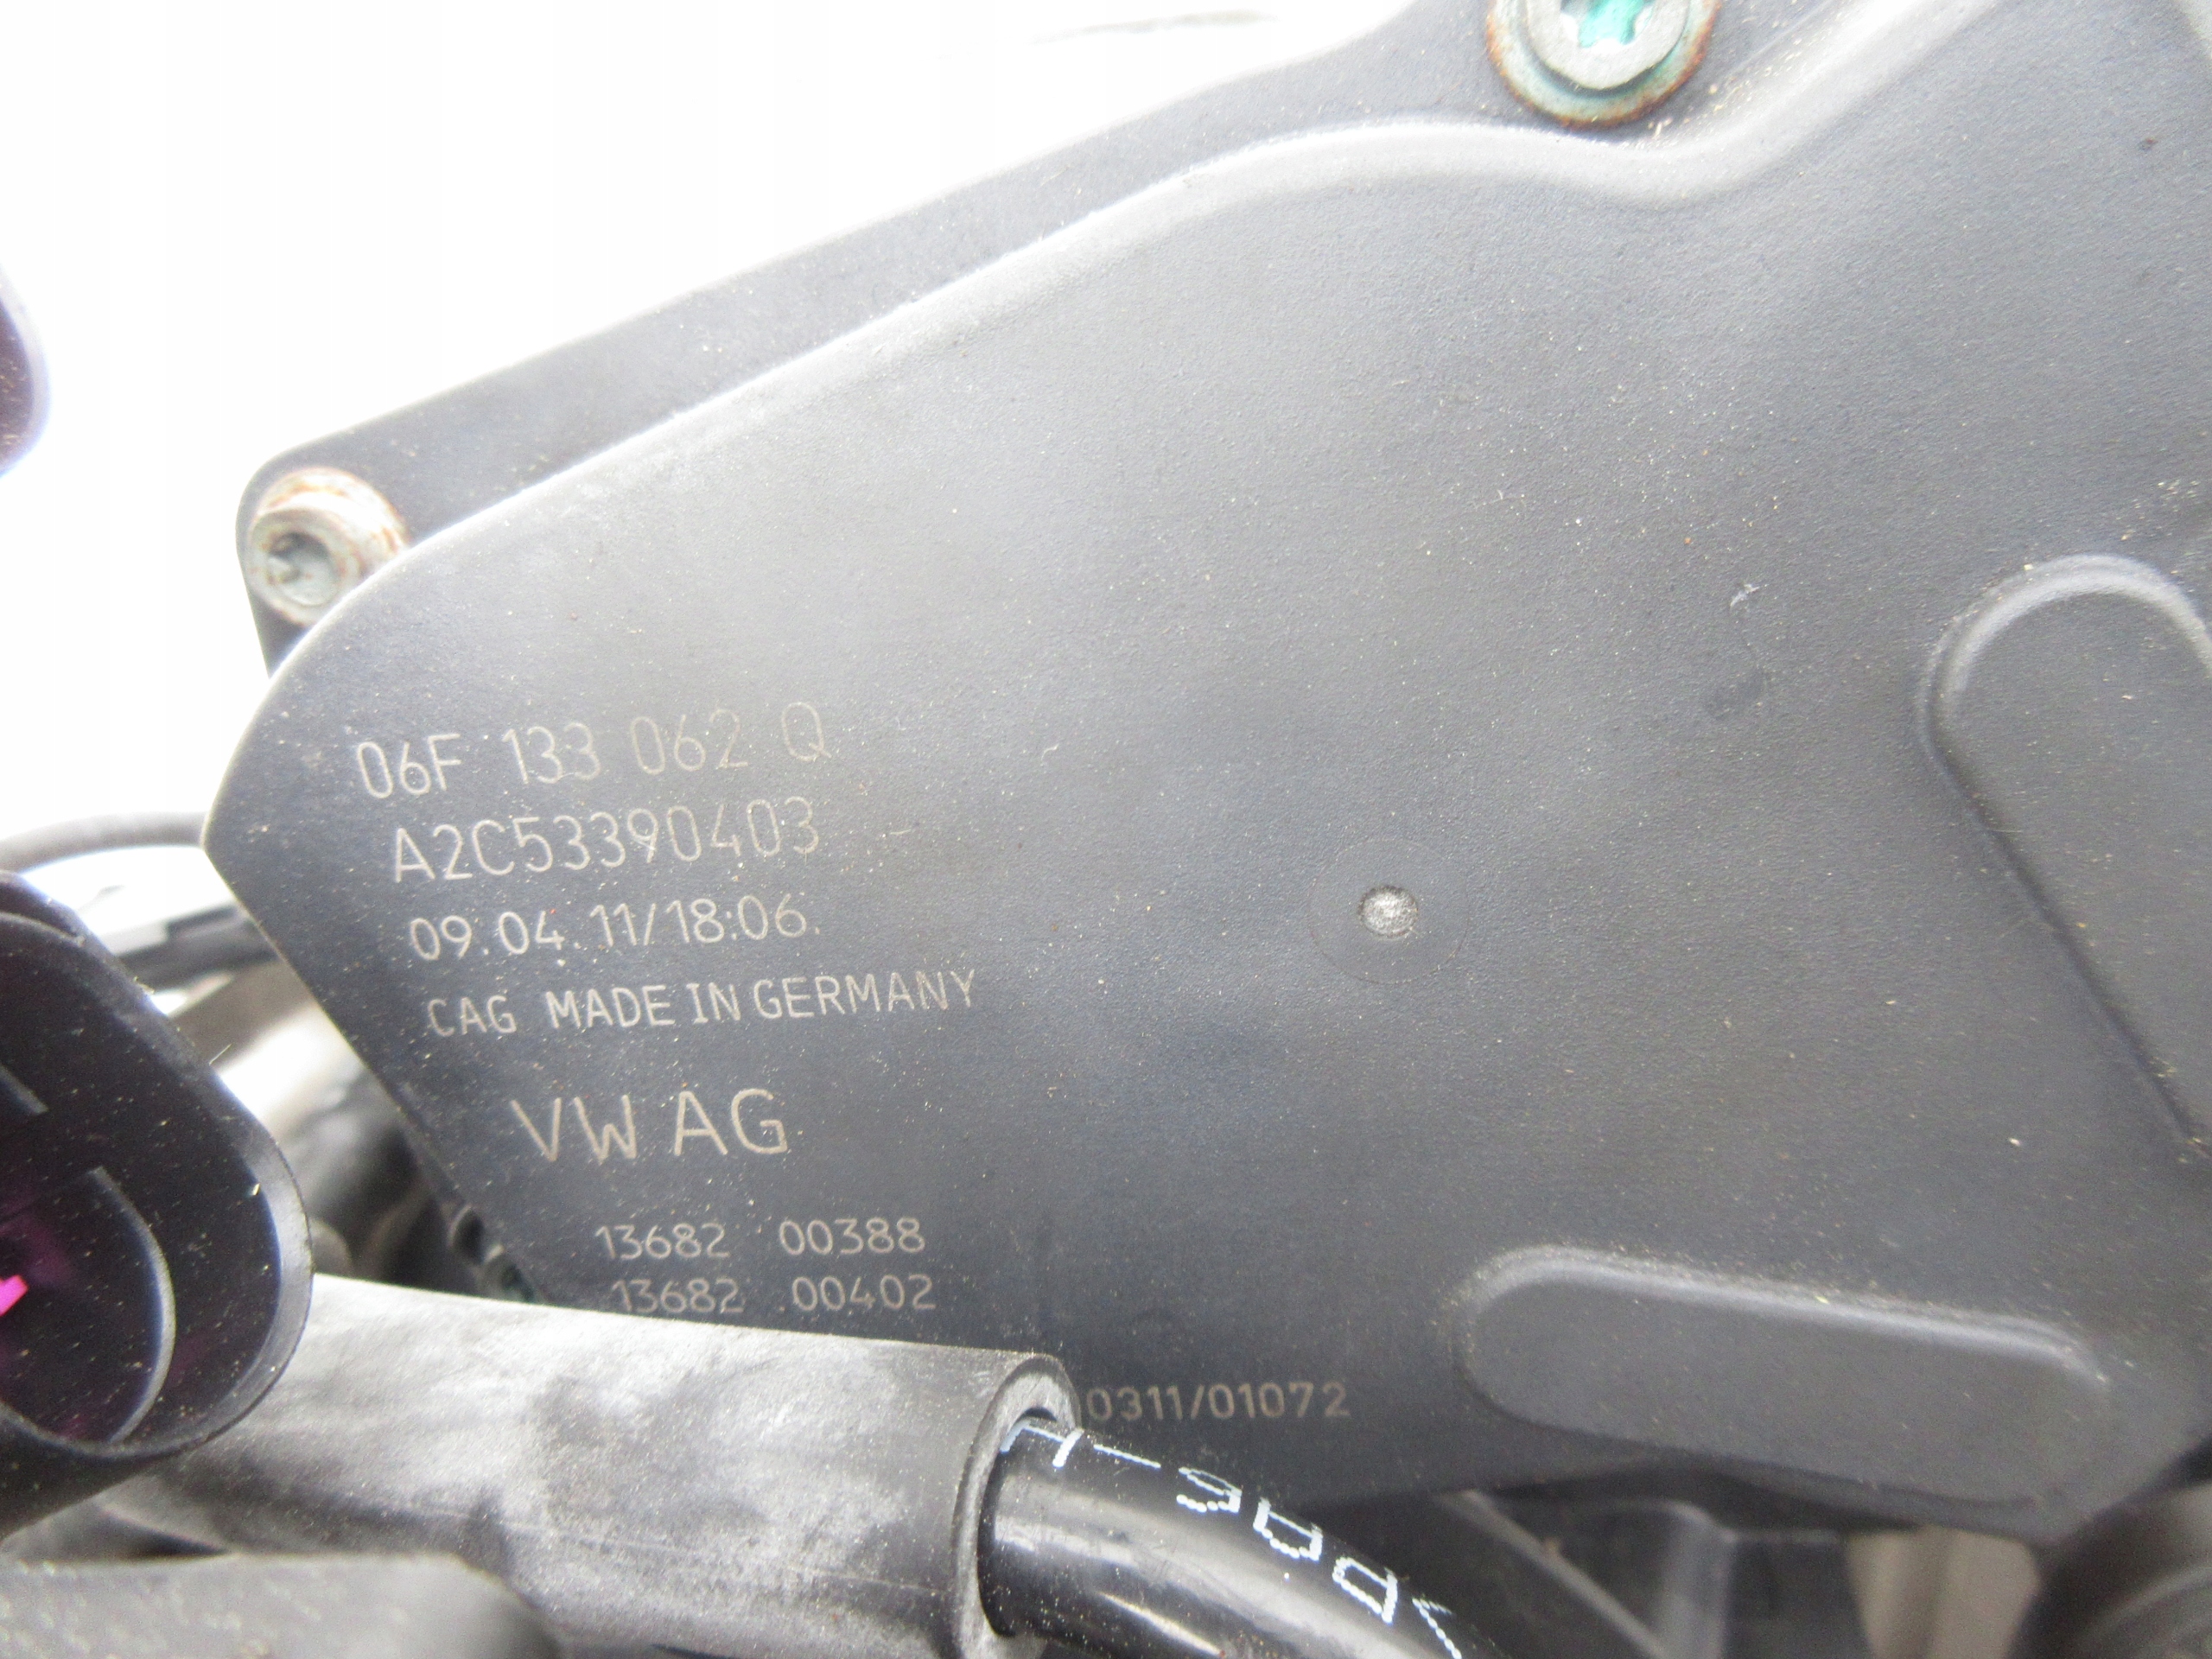 06F 133 062 Q
A2C53390403
09.04.11/18:06.
CAG MADE IN GERMANY
VW AG
13682 00388
13682 00402
0311/01072